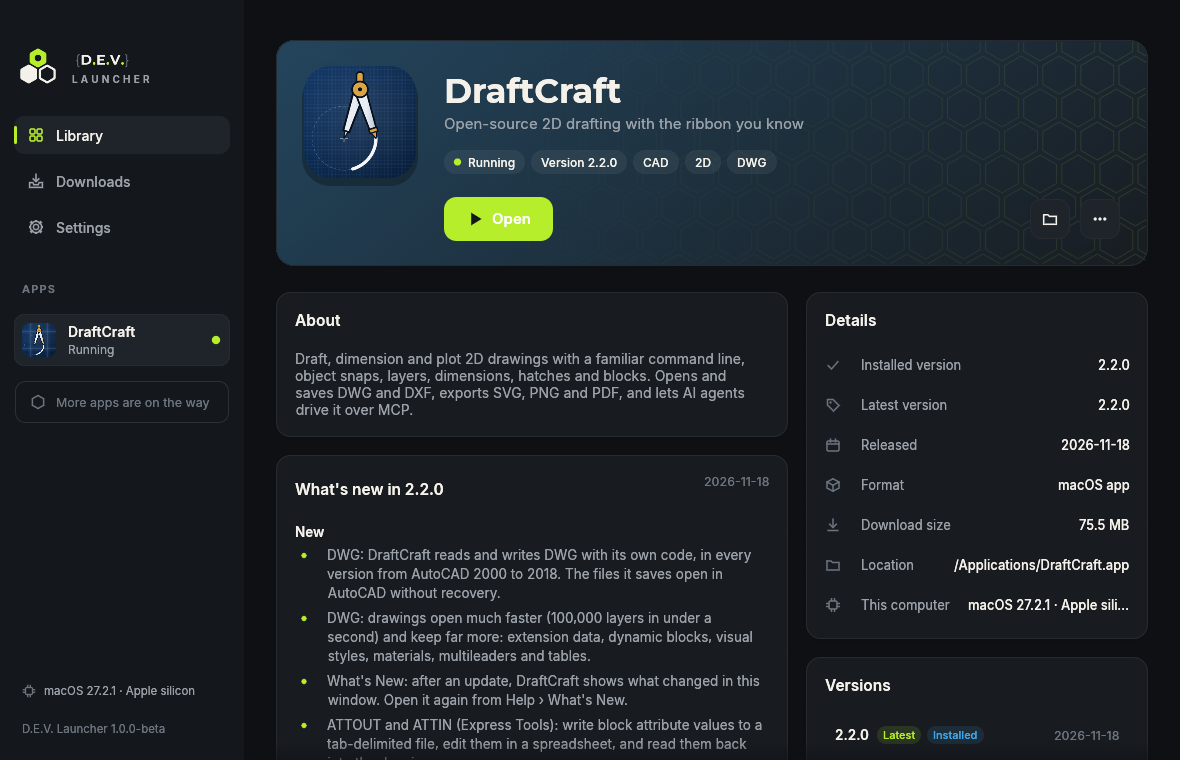 {D.E.V.}
LAUNCHER
Library
Downloads
Settings
APPS
DraftCraft
Running
More apps are on the way
macOS 27.2.1 · Apple silicon
D.E.V. Launcher 1.0.0-beta
DraftCraft
Open-source 2D drafting with the ribbon you know
Running
Version 2.2.0
CAD
2D
DWG
Open
About
Draft, dimension and plot 2D drawings with a familiar command line,
object snaps, layers, dimensions, hatches and blocks. Opens and
saves DWG and DXF, exports SVG, PNG and PDF, and lets AI agents
drive it over MCP.
What's new in 2.2.0
2026-11-18
New
• DWG: DraftCraft reads and writes DWG with its own code, in every
version from AutoCAD 2000 to 2018. The files it saves open in
AutoCAD without recovery.
• DWG: drawings open much faster (100,000 layers in under a
second) and keep far more: extension data, dynamic blocks, visual
styles, materials, multileaders and tables.
• What's New: after an update, DraftCraft shows what changed in this
window. Open it again from Help › What's New.
• ATTOUT and ATTIN (Express Tools): write block attribute values to a
tab-delimited file, edit them in a spreadsheet, and read them back
Details
Installed version 2.2.0
Latest version 2.2.0
Released 2026-11-18
Format macOS app
Download size 75.5 MB
Location /Applications/DraftCraft.app
This computer macOS 27.2.1 · Apple sili...
Versions
2.2.0 Latest Installed 2026-11-18